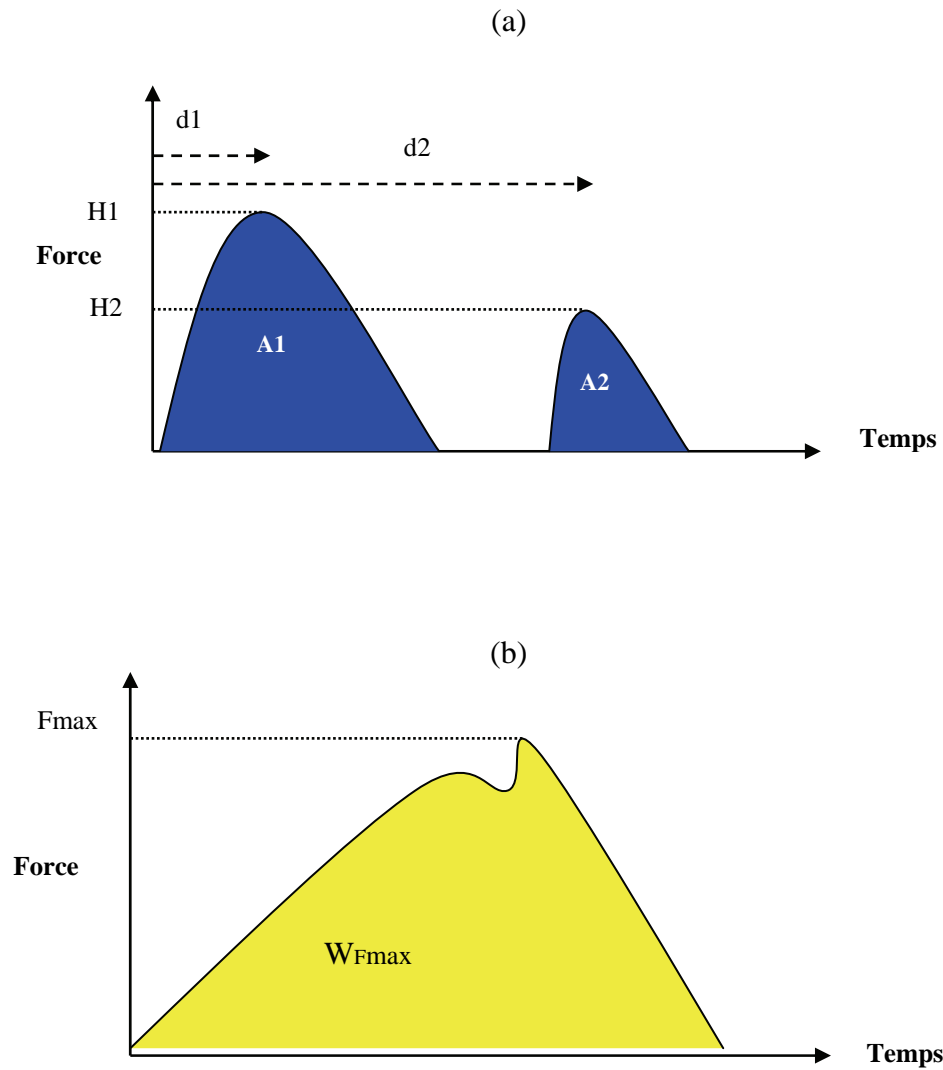 (a)
d1
d2
H1
Force
H2
A1
A2
Temps
(b)
Fmax
Force
WFmax
Temps